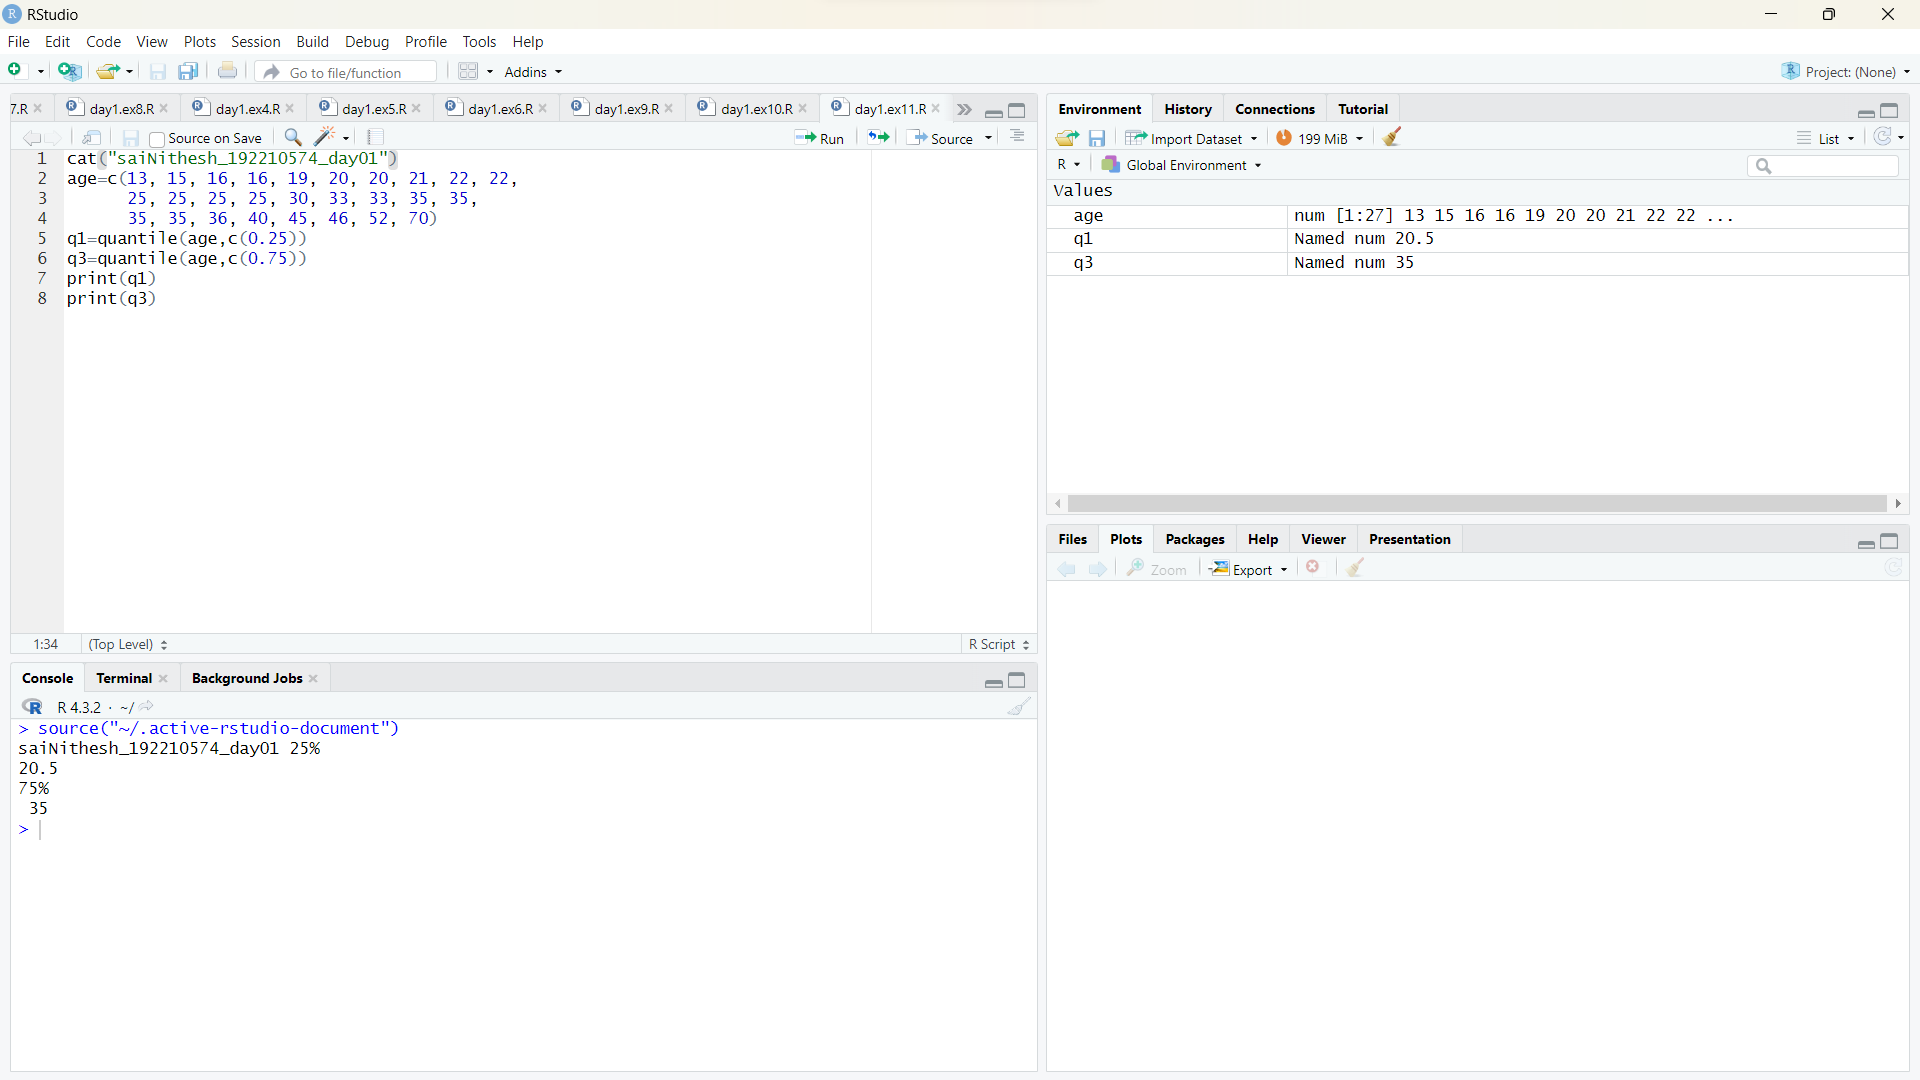 RStudio
File Edit Code View Plots Session Build Debug Profile Tools Help
Go to file/function Addins Project: (None)
7.R day1.ex8.R day1.ex4.R day1.ex5.R day1.ex6.R day1.ex9.R day1.ex10.R day1.ex11.R
Source on Save Run Source
1 cat("saiNithesh_192210574_day01")
2 age=c(13, 15, 16, 16, 19, 20, 20, 21, 22, 22,
3 25, 25, 25, 25, 30, 33, 33, 35, 35,
4 35, 35, 36, 40, 45, 46, 52, 70)
5 q1=quantile(age,c(0.25))
6 q3=quantile(age,c(0.75))
7 print(q1)
8 print(q3)
1:34 (Top Level) R Script
Console Terminal Background Jobs
R 4.3.2 · ~/
> source("~/.active-rstudio-document")
saiNithesh_192210574_day01 25%
20.5
75%
35
>
Environment History Connections Tutorial
Import Dataset 199 MiB List
R Global Environment
Values
age num [1:27] 13 15 16 16 19 20 20 21 22 22 ...
q1 Named num 20.5
q3 Named num 35
Files Plots Packages Help Viewer Presentation
Zoom Export